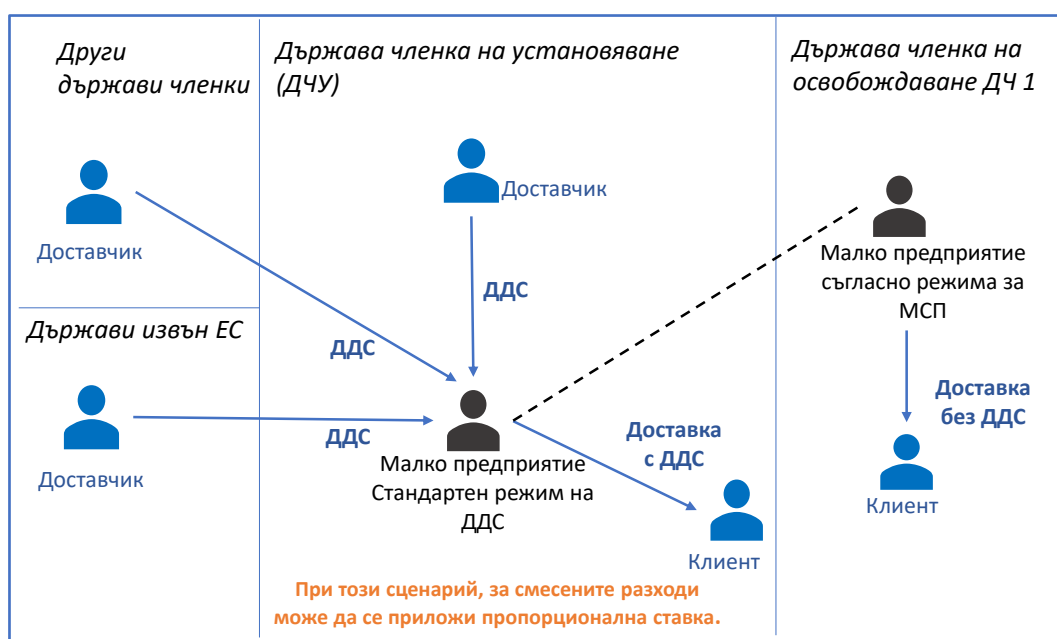 Други
държави членки
Доставчик
Държави извън ЕС
Доставчик
Държава членка на установяване
(ДЧУ)
Доставчик
ДДС
ДДС
ДДС
Малко предприятие
Стандартен режим на
ДДС
Доставка
с ДДС
Клиент
При този сценарий, за смесените разходи
може да се приложи пропорционална ставка.
Държава членка на
освобождаване ДЧ 1
Малко предприятие
съгласно режима за
МСП
Доставка
без ДДС
Клиент